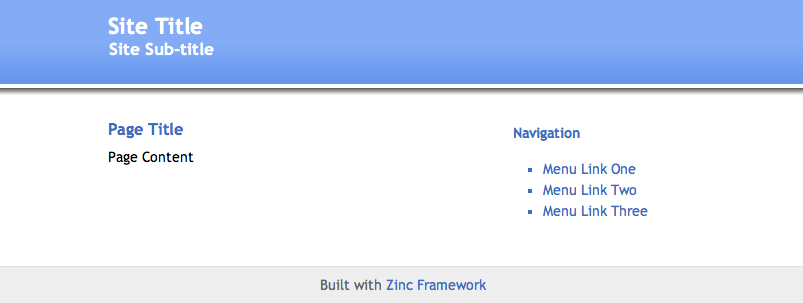 Site Title
Site Sub-title
Page Title
Page Content
Navigation
Menu Link One
Menu Link Two
Menu Link Three
Built with Zinc Framework